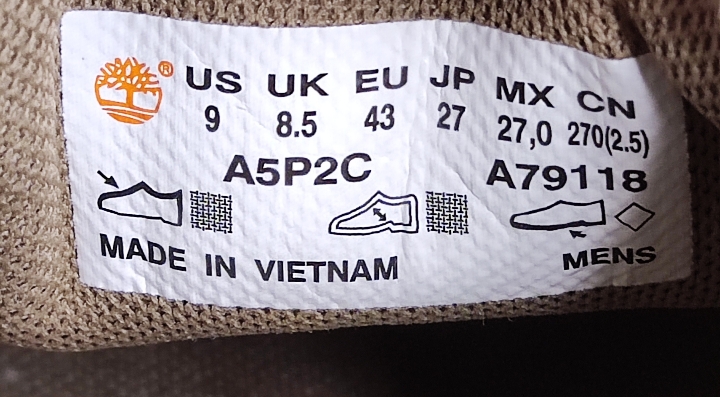 ® US UK EU JP MX CN
9 8.5 43 27 27,0 270(2.5)
A5P2C A79118
MADE IN VIETNAM MENS